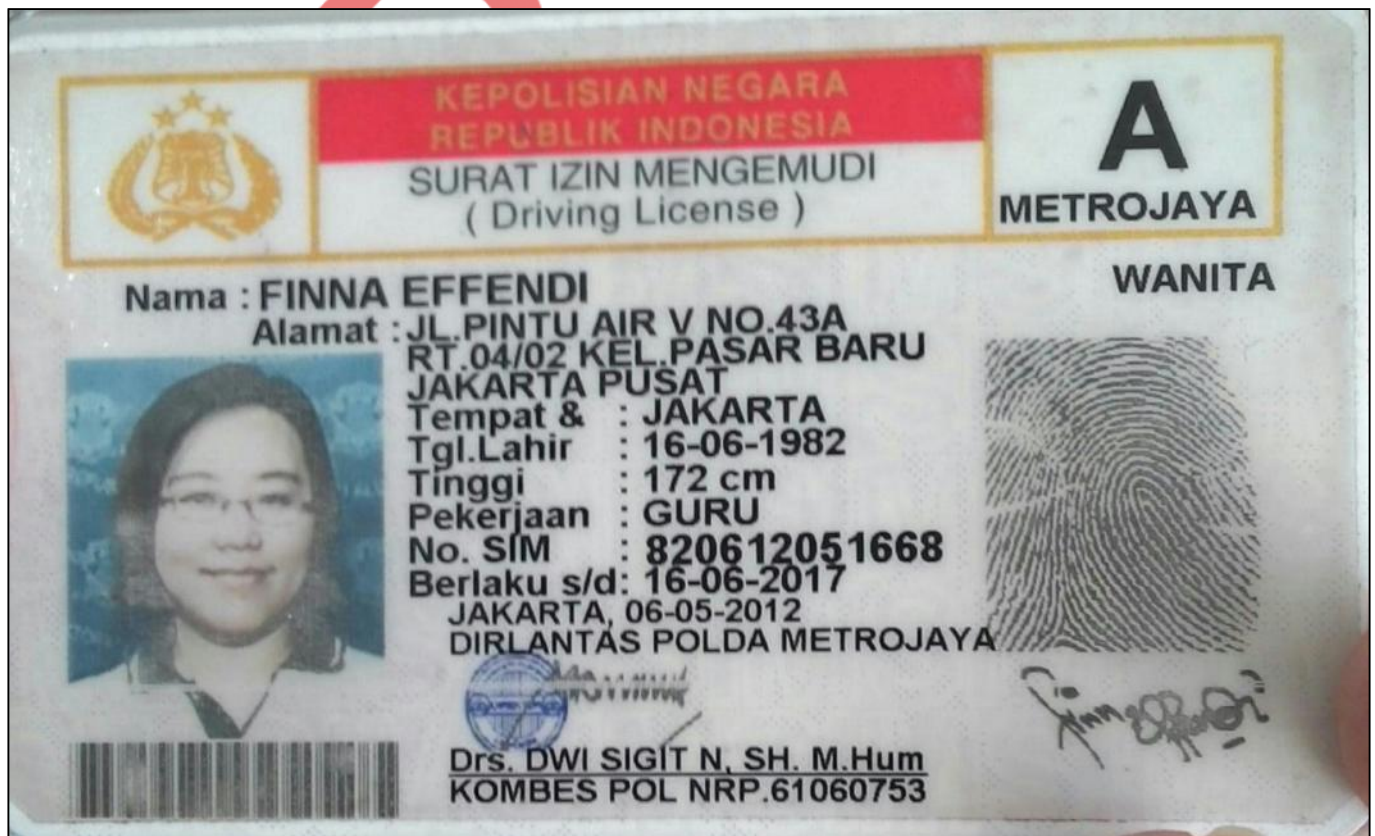 KEPOLISIAN NEGARA
REPUBLIK INDONESIA
SURAT IZIN MENGEMUDI
( Driving License )
A
METROJAYA
WANITA
Nama : FINNA EFFENDI
Alamat : JL.PINTU AIR V NO.43A
RT.04/02 KEL.PASAR BARU
JAKARTA PUSAT
Tempat & : JAKARTA
Tgl.Lahir : 16-06-1982
Tinggi : 172 cm
Pekerjaan : GURU
No. SIM : 820612051668
Berlaku s/d: 16-06-2017
JAKARTA, 06-05-2012
DIRLANTAS POLDA METROJAYA
Drs. DWI SIGIT N, SH. M.Hum
KOMBES POL NRP.61060753